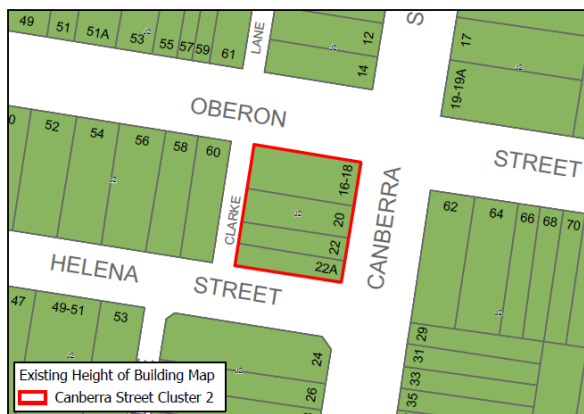 49 51 51A 53 55 57 59 61
LANE
12
14
S
17
19-19A
OBERON STREET
52 54 56 58 60
CLARKE
16-18
20
22
22A
CANBERRA
62 64 66 68 70
HELENA STREET
47 49-51 53
24
26
29
31
33
35
Existing Height of Building Map
Canberra Street Cluster 2